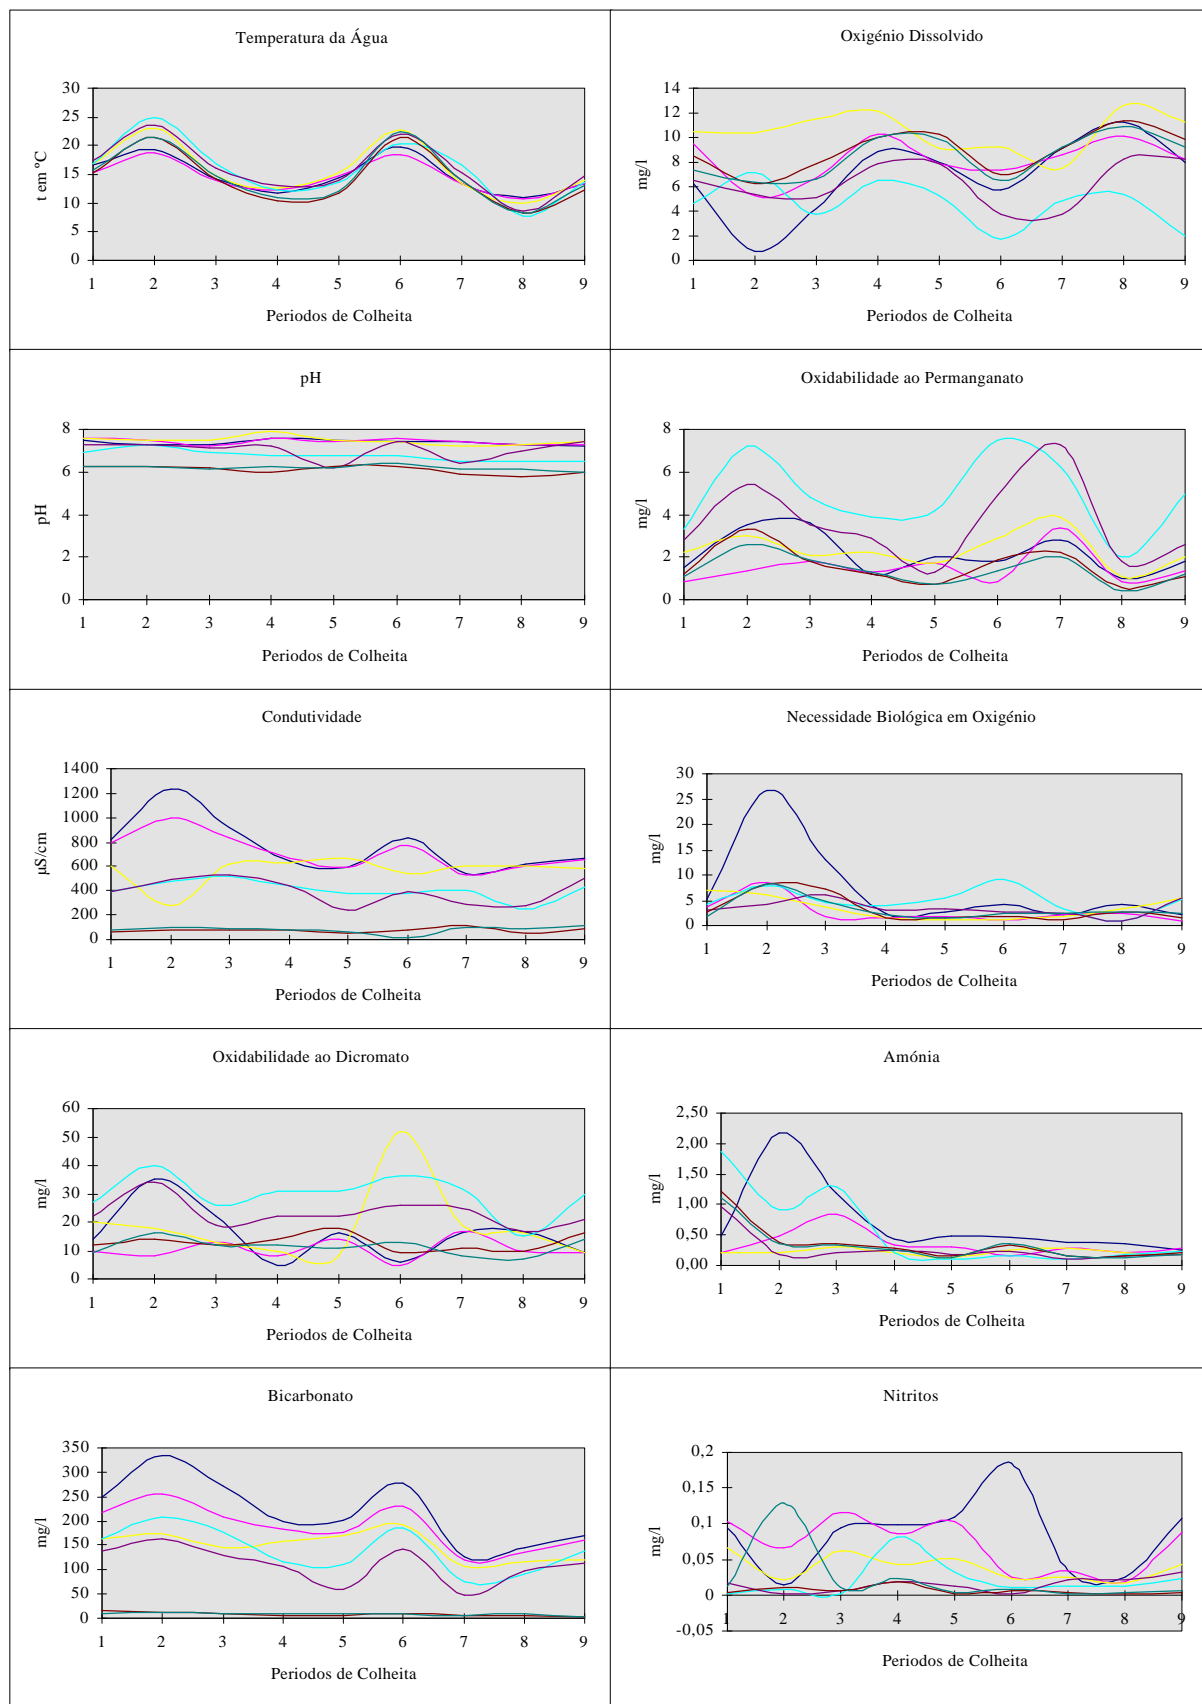 Temperatura da Água
30
25
20
15
10
5
0
t em ºC
1 2 3 4 5 6 7 8 9
Periodos de Colheita
Oxigénio Dissolvido
14
12
10
8
6
4
2
0
mg/l
1 2 3 4 5 6 7 8 9
Periodos de Colheita
pH
8
6
4
2
0
pH
1 2 3 4 5 6 7 8 9
Periodos de Colheita
Oxidabilidade ao Permanganato
8
6
4
2
0
mg/l
1 2 3 4 5 6 7 8 9
Periodos de Colheita
Condutividade
1400
1200
1000
800
600
400
200
0
µS/cm
1 2 3 4 5 6 7 8 9
Periodos de Colheita
Necessidade Biológica em Oxigénio
30
25
20
15
10
5
0
mg/l
1 2 3 4 5 6 7 8 9
Periodos de Colheita
Oxidabilidade ao Dicromato
60
50
40
30
20
10
0
mg/l
1 2 3 4 5 6 7 8 9
Periodos de Colheita
Amónia
2,50
2,00
1,50
1,00
0,50
0,00
mg/l
1 2 3 4 5 6 7 8 9
Periodos de Colheita
Bicarbonato
350
300
250
200
150
100
50
0
mg/l
1 2 3 4 5 6 7 8 9
Periodos de Colheita
Nitritos
0,2
0,15
0,1
0,05
0
-0,05
mg/l
1 2 3 4 5 6 7 8 9
Periodos de Colheita